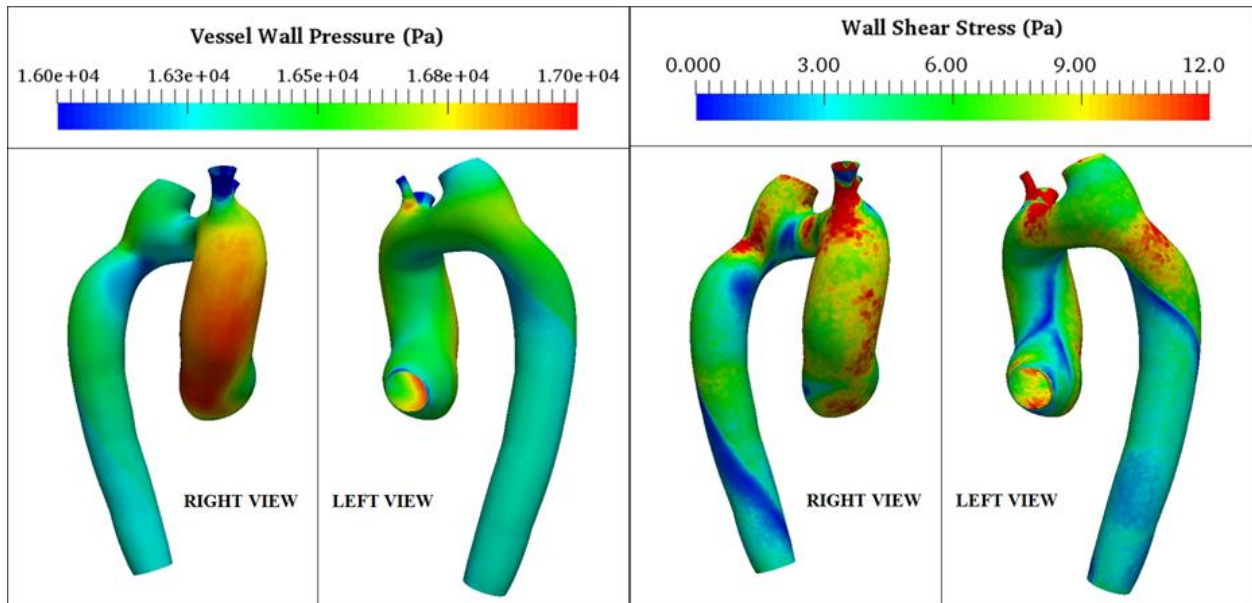 Vessel Wall Pressure (Pa)
1.60e+04 1.63e+04 1.65e+04 1.68e+04 1.70e+04
RIGHT VIEW
LEFT VIEW
Wall Shear Stress (Pa)
0.000 3.00 6.00 9.00 12.0
RIGHT VIEW
LEFT VIEW